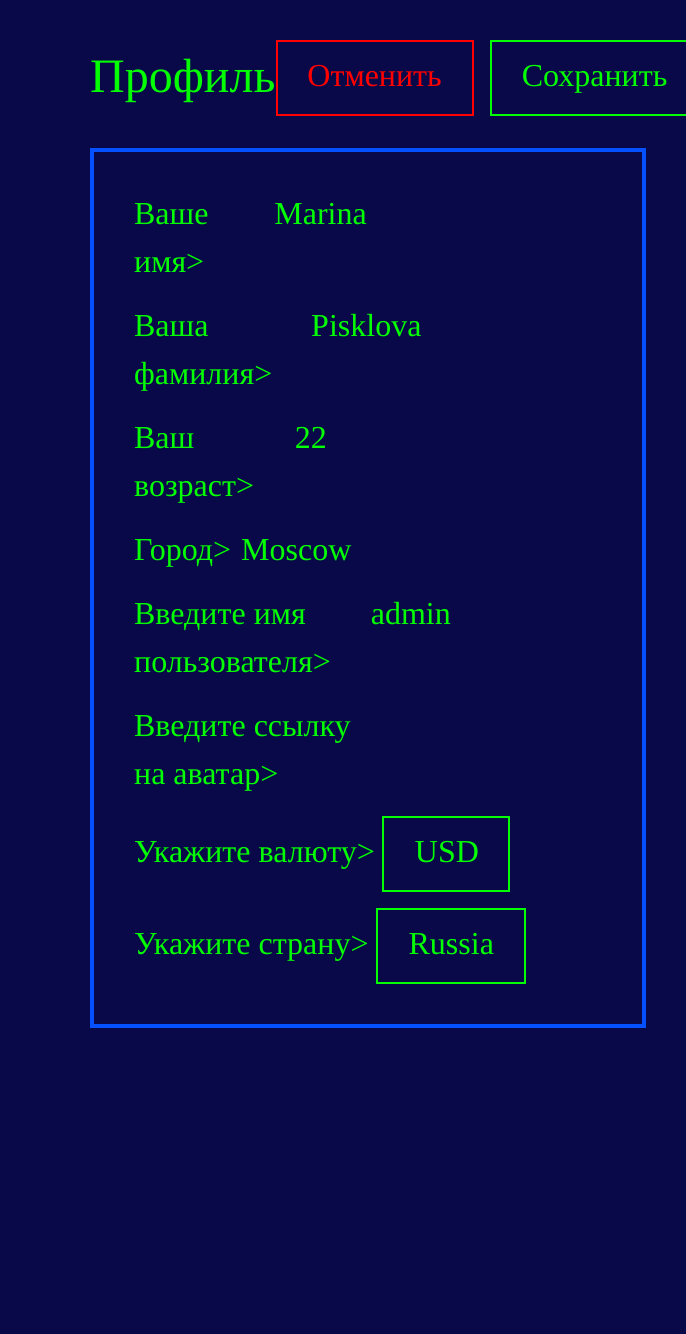 Профиль Отменить Сохранить
Ваше Marina
имя>
Ваша Pisklova
фамилия>
Ваш 22
возраст>
Город> Moscow
Введите имя admin
пользователя>
Введите ссылку
на аватар>
Укажите валюту> USD
Укажите страну> Russia